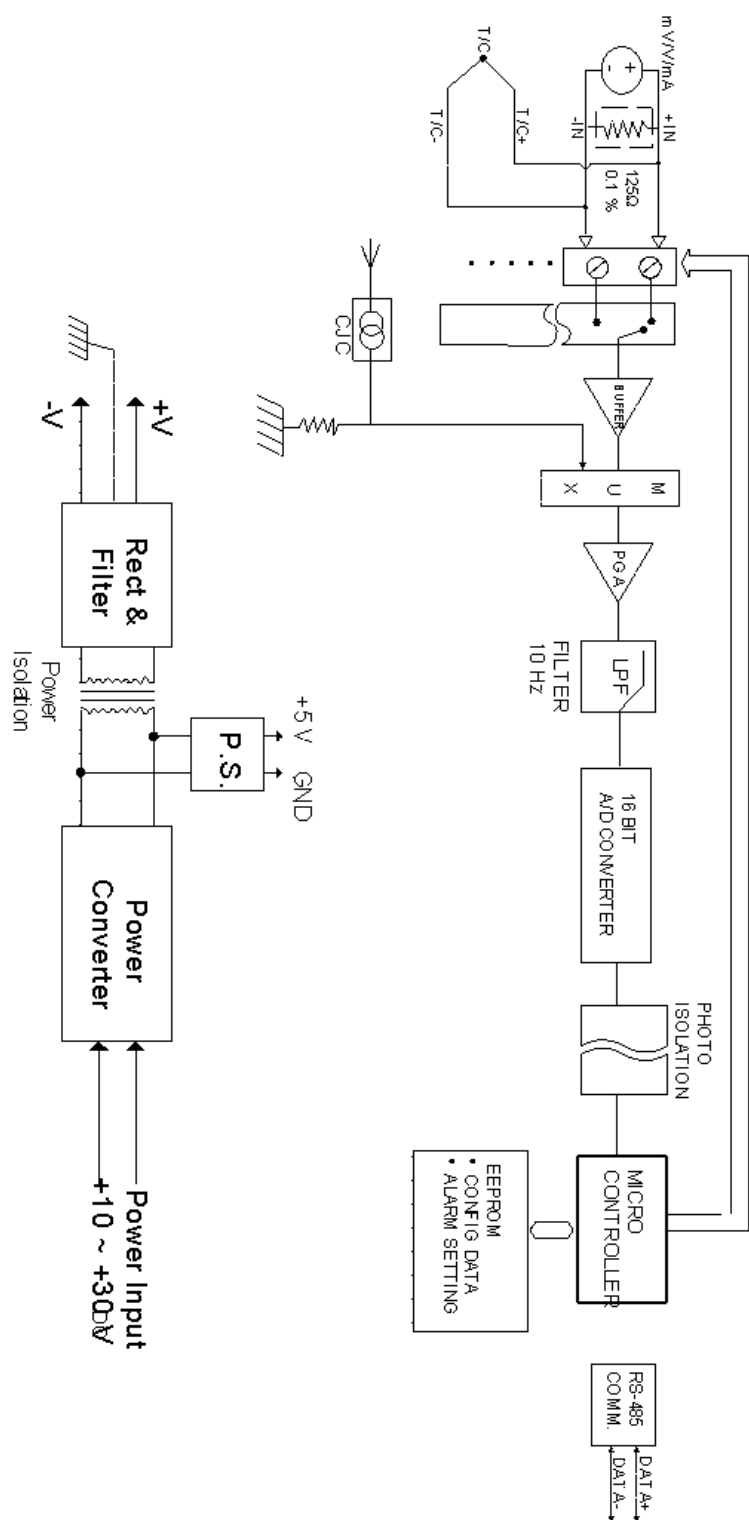 mV/V/mA
+
-
+IN
-IN
T/C
T/C+
T/C-
125Ω
0.1 %
CJC
BUFFER
M
U
X
PGA
LPF
FILTER
10 Hz
16 BIT
A/D CONVERTER
PHOTO
ISOLATION
MICRO
CONTROLLER
EEPROM
• CONFIG DATA
• ALARM SETTING
RS-485
COMM.
DATA+
DATA-
+V
-V
Rect &
Filter
Power
Isolation
P.S.
+5 V
GND
Power
Converter
Power Input
+10 ~ +30 V